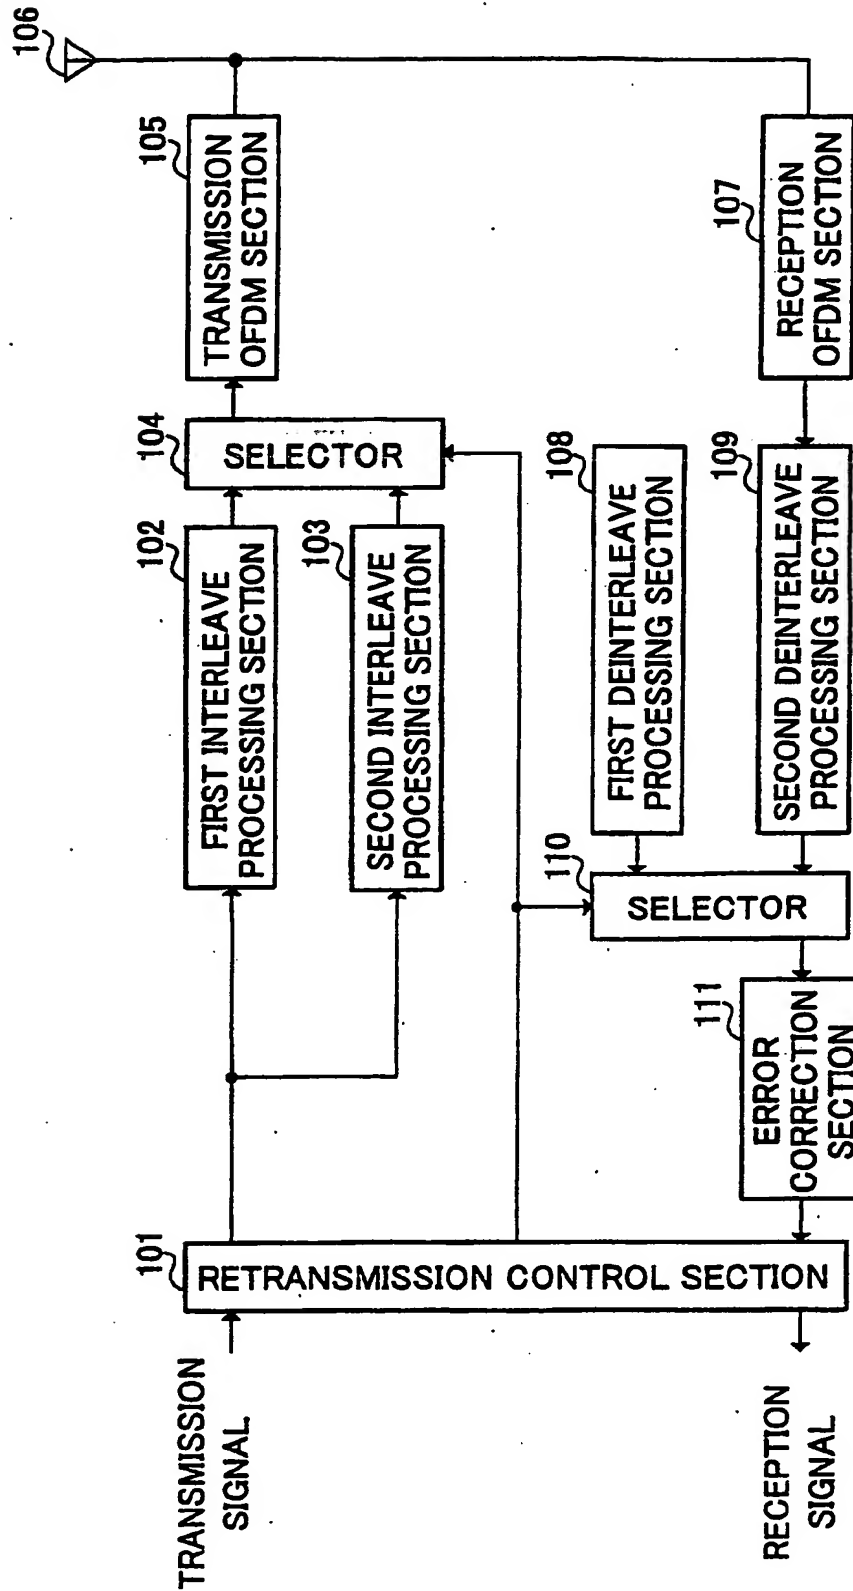 TRANSMISSION
SIGNAL
101
RETRANSMISSION CONTROL SECTION
102
FIRST INTERLEAVE
PROCESSING SECTION
103
SECOND INTERLEAVE
PROCESSING SECTION
104
SELECTOR
105
TRANSMISSION
OFDM SECTION
106
107
RECEPTION
OFDM SECTION
108
FIRST DEINTERLEAVE
PROCESSING SECTION
109
SECOND DEINTERLEAVE
PROCESSING SECTION
110
SELECTOR
111
ERROR
CORRECTION
SECTION
RECEPTION
SIGNAL